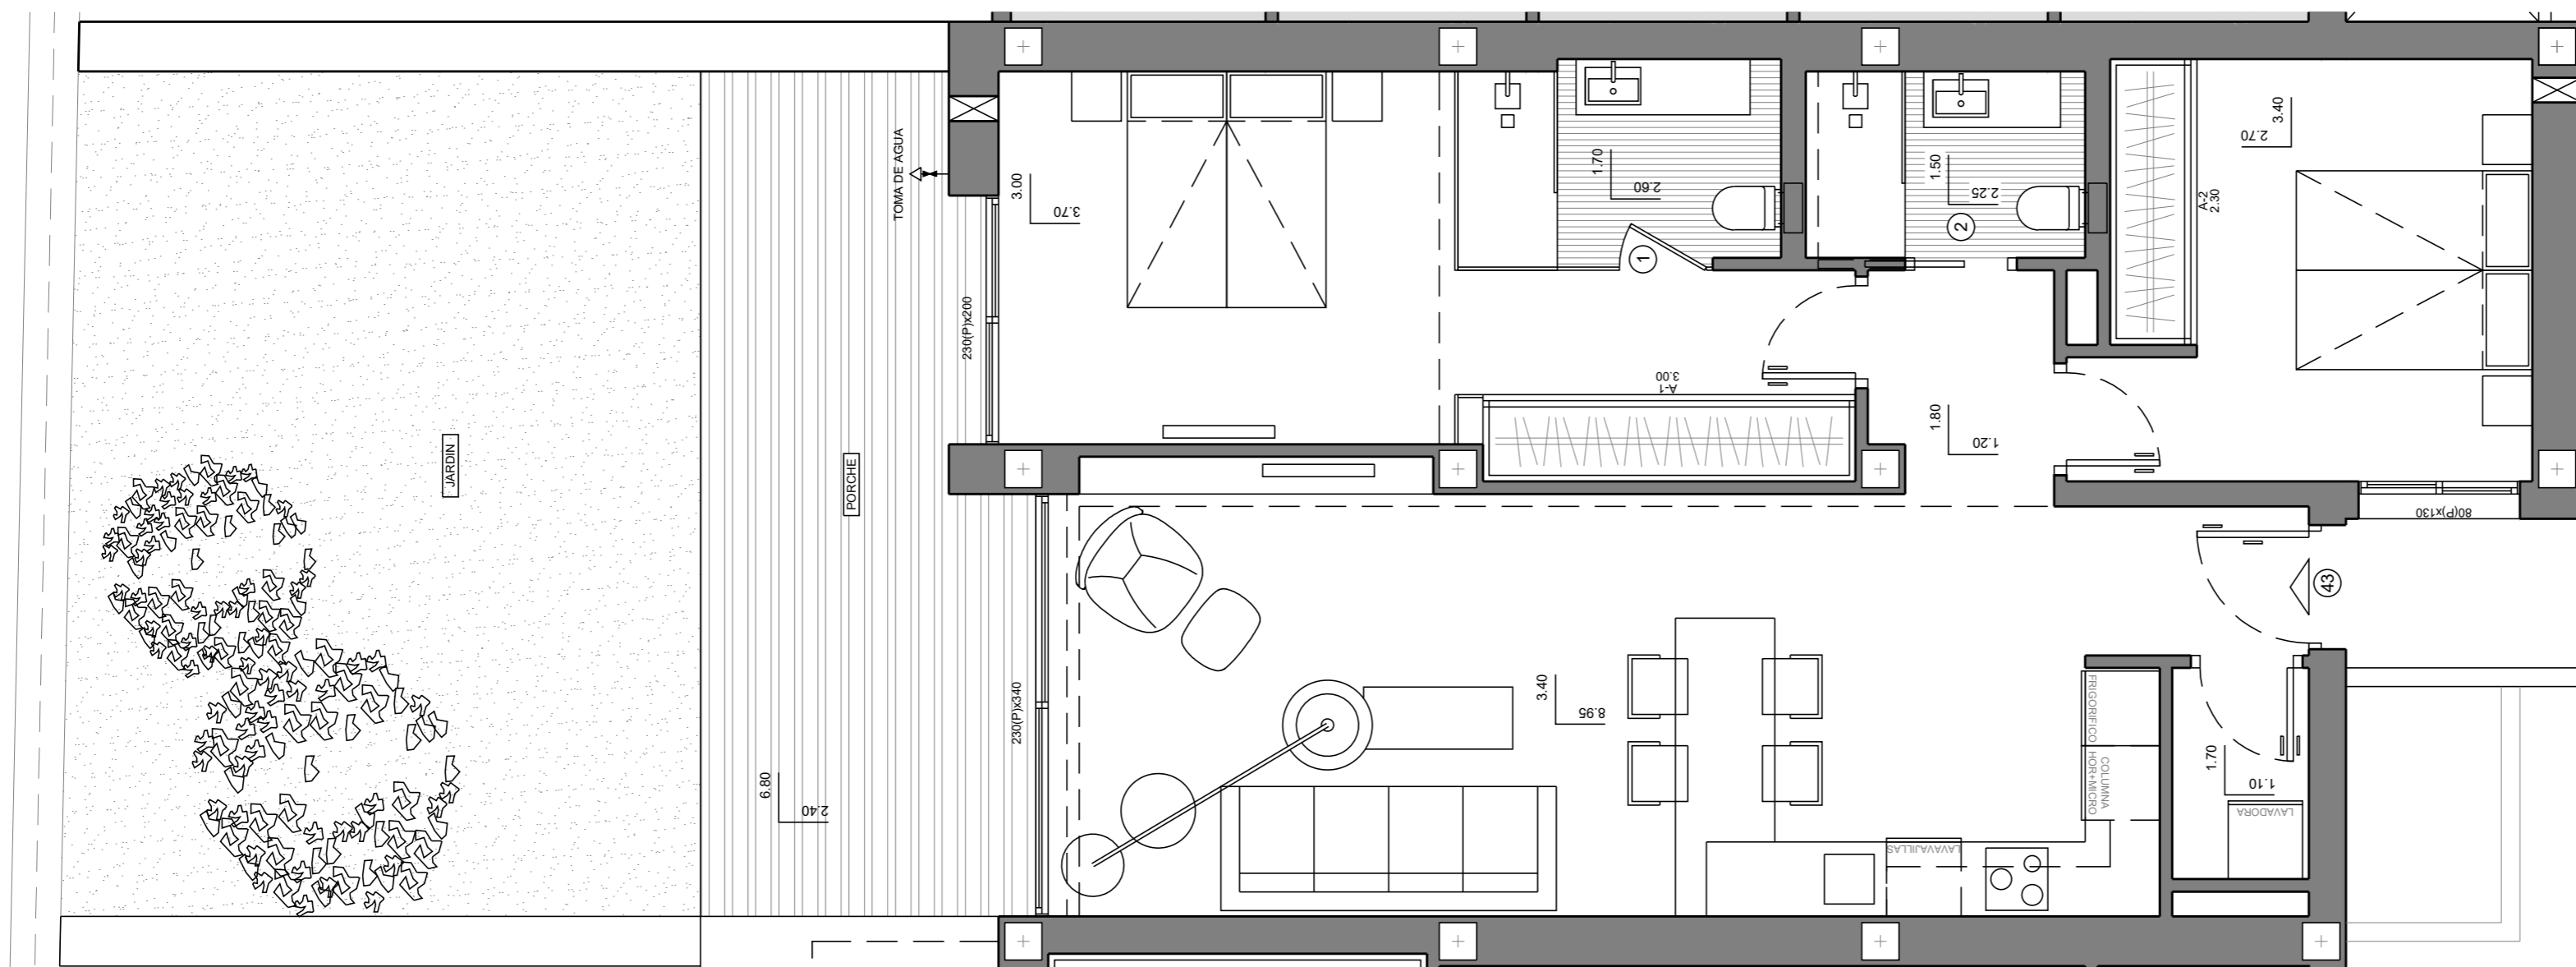 TOMA DE AGUA
3.00
3.70
230(P)x200
JARDIN
PORCHE
6.80
2.40
230(P)x340
1.70
2.60
1
1.50
2.25
2
A-1
3.00
A-2
2.30
3.40
2.70
1.80
1.20
80(P)x130
43
3.40
8.95
FRIGORIFICO
COLUMNA
HOR+MICRO
LAVAVAJILLAS
1.70
1.10
LAVADORA